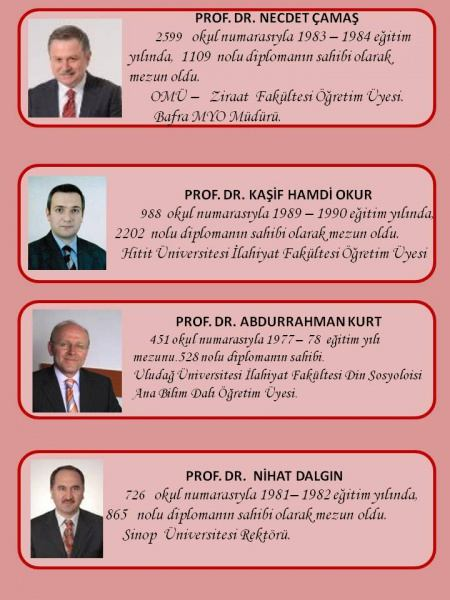 PROF. DR. NECDET ÇAMAŞ
2599 okul numarasıyla 1983 – 1984 eğitim
yılında, 1109 nolu diplomanın sahibi olarak
mezun oldu.
OMÜ – Ziraat Fakültesi Öğretim Üyesi.
Bafra MYO Müdürü.
PROF. DR. KAŞİF HAMDİ OKUR
988 okul numarasıyla 1989 – 1990 eğitim yılında,
2202 nolu diplomanın sahibi olarak mezun oldu.
Hitit Üniversitesi İlahiyat Fakültesi Öğretim Üyesi
PROF. DR. ABDURRAHMAN KURT
451 okul numarasıyla 1977 – 78 eğitim yılı
mezunu.528 nolu diplomanın sahibi.
Uludağ Üniversitesi İlahiyat Fakültesi Din Sosyoloisi
Ana Bilim Dalı Öğretim Üyesi.
PROF. DR. NİHAT DALGIN
726 okul numarasıyla 1981– 1982 eğitim yılında,
865 nolu diplomanın sahibi olarak mezun oldu.
Sinop Üniversitesi Rektörü.